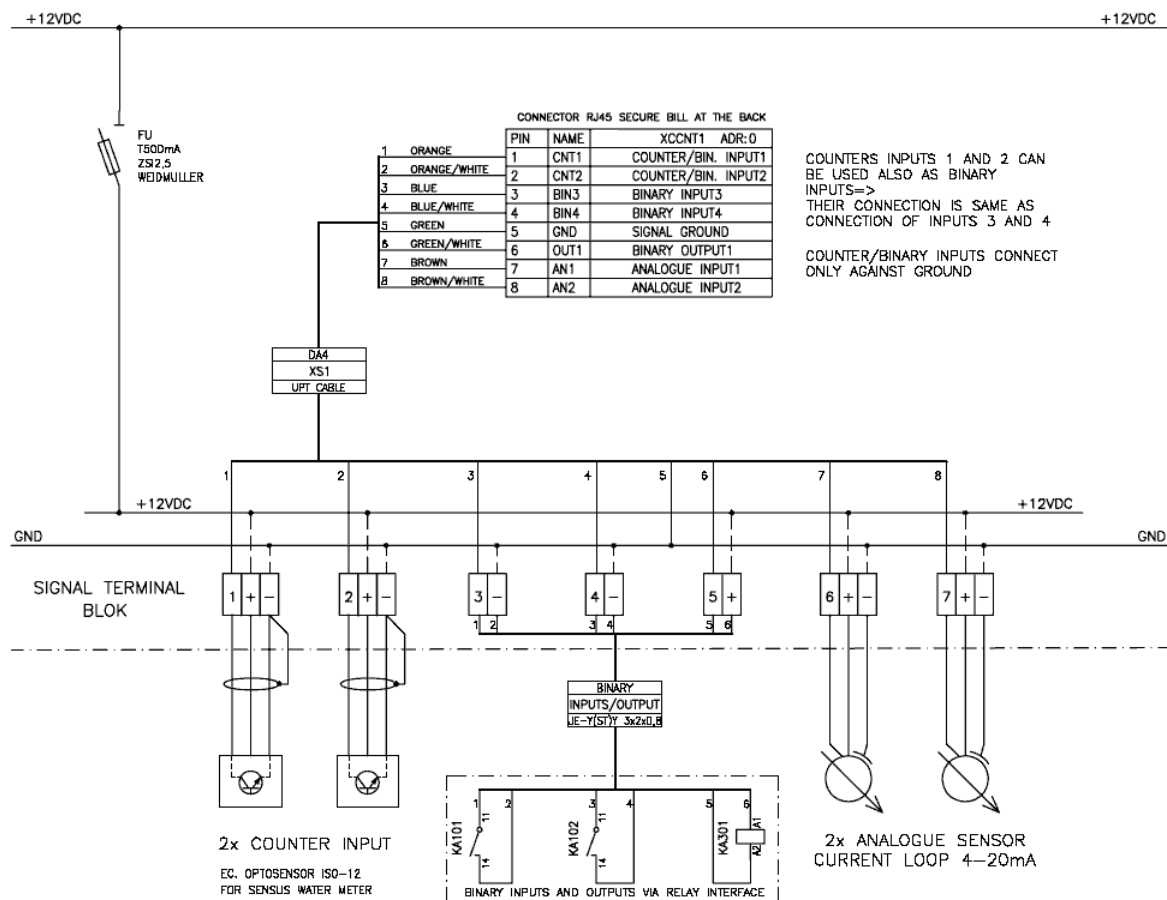 +12VDC +12VDC
FU
T500mA
ZSI2,5
WEIDMULLER
CONNECTOR RJ45 SECURE BILL AT THE BACK
PIN NAME XCCNT1 ADR:0
1 ORANGE 1 CNT1 COUNTER/BIN. INPUT1
2 ORANGE/WHITE 2 CNT2 COUNTER/BIN. INPUT2
3 BLUE 3 BIN3 BINARY INPUT3
4 BLUE/WHITE 4 BIN4 BINARY INPUT4
5 GREEN 5 GND SIGNAL GROUND
6 GREEN/WHITE 6 OUT1 BINARY OUTPUT1
7 BROWN 7 AN1 ANALOGUE INPUT1
8 BROWN/WHITE 8 AN2 ANALOGUE INPUT2
COUNTERS INPUTS 1 AND 2 CAN
BE USED ALSO AS BINARY
INPUTS=>
THEIR CONNECTION IS SAME AS
CONNECTION OF INPUTS 3 AND 4
COUNTER/BINARY INPUTS CONNECT
ONLY AGAINST GROUND
DA4
XS1
UPT CABLE
1 2 3 4 5 6 7 8
+12VDC +12VDC
GND GND
SIGNAL TERMINAL
BLOK
1 + - 2 + - 3 - 4 - 5 + 6 + - 7 + -
1 2 3 4 5 6
BINARY
INPUTS/OUTPUT
JE-Y(ST)Y 3x2x0,8
1 2 3 4 5 6
KA101 11 14
KA102 11 14
KA301 A1 A2
BINARY INPUTS AND OUTPUTS VIA RELAY INTERFACE
2x COUNTER INPUT
EC. OPTOSENSOR ISO-12
FOR SENSUS WATER METER
2x ANALOGUE SENSOR
CURRENT LOOP 4-20mA